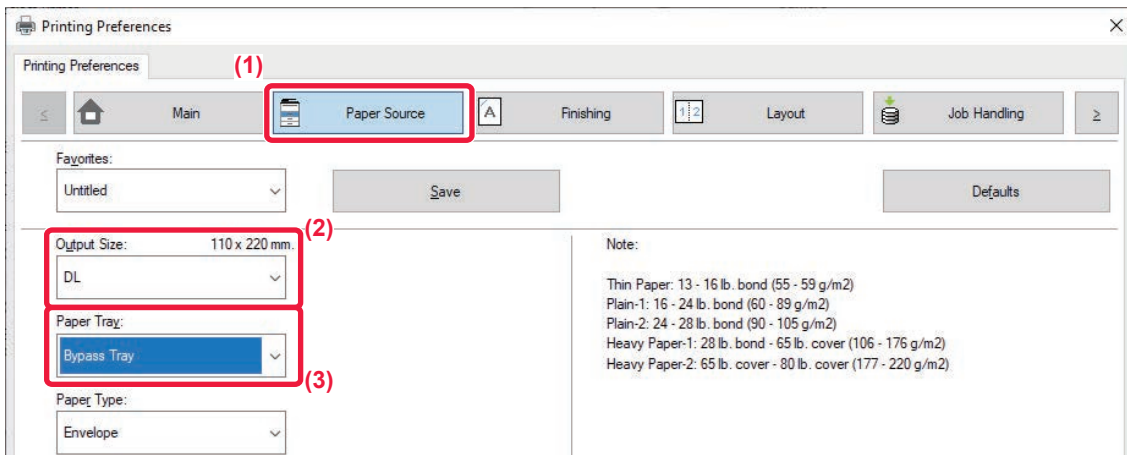 Printing Preferences
Printing Preferences
(1)
≤ Main Paper Source A Finishing 1 2 Layout Job Handling ≥
Favorites:
Untitled Save Defaults
(2)
Output Size: 110 x 220 mm. Note:
DL
Thin Paper: 13 - 16 lb. bond (55 - 59 g/m2)
Plain-1: 16 - 24 lb. bond (60 - 89 g/m2)
Paper Tray:
Plain-2: 24 - 28 lb. bond (90 - 105 g/m2)
Heavy Paper-1: 28 lb. bond - 65 lb. cover (106 - 176 g/m2)
Bypass Tray
Heavy Paper-2: 65 lb. cover - 80 lb. cover (177 - 220 g/m2)
(3)
Paper Type:
Envelope